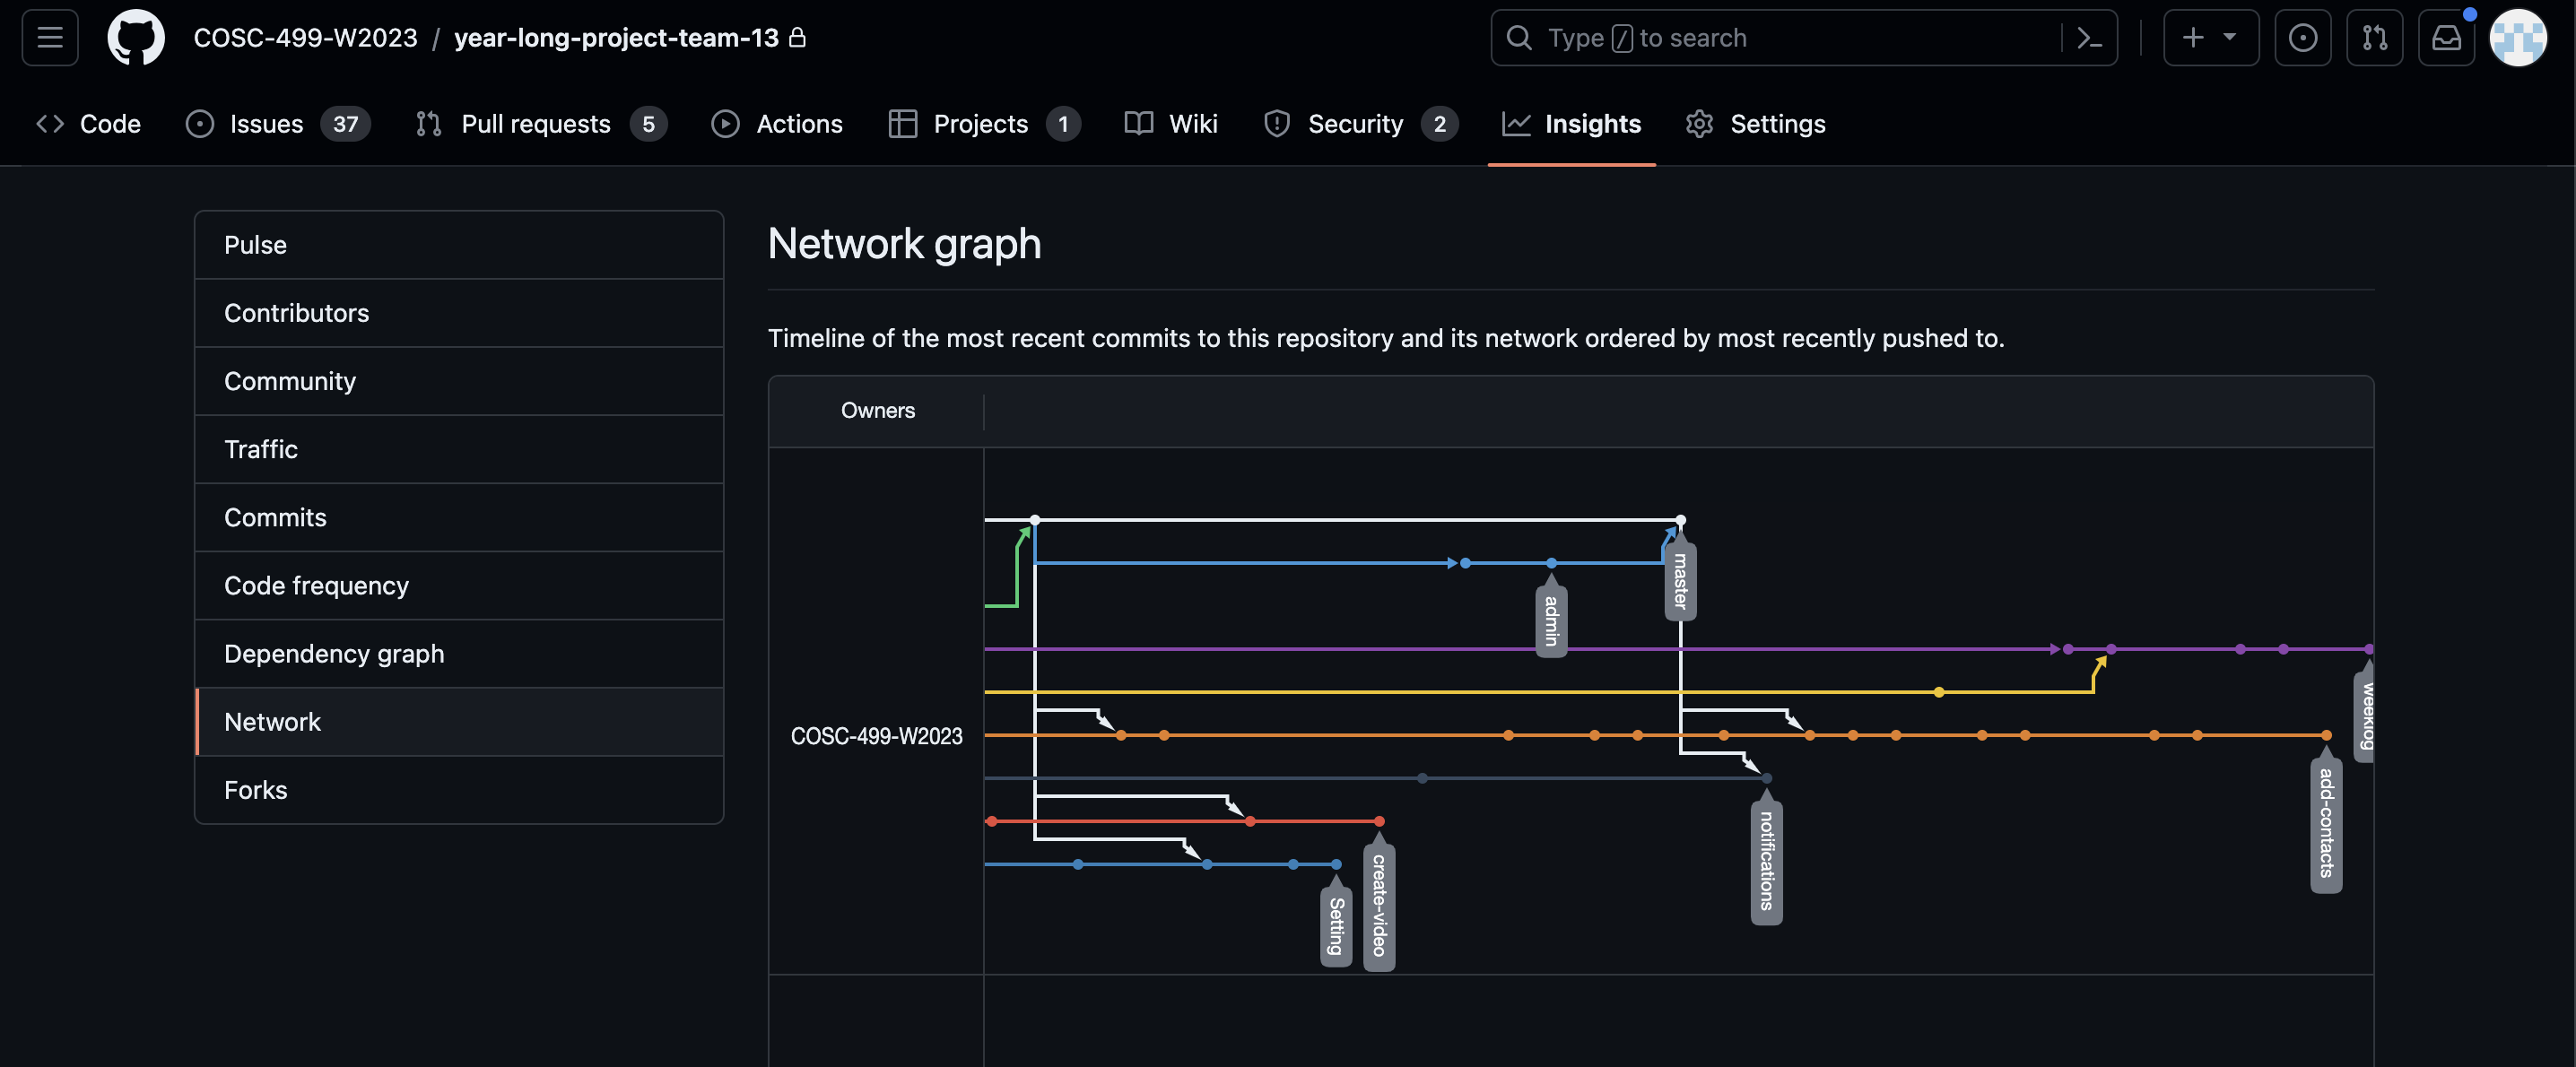 COSC-499-W2023 / year-long-project-team-13
Type / to search
Code
Issues 37
Pull requests 5
Actions
Projects 1
Wiki
Security 2
Insights
Settings
Pulse
Contributors
Community
Traffic
Commits
Code frequency
Dependency graph
Network
Forks
Network graph
Timeline of the most recent commits to this repository and its network ordered by most recently pushed to.
Owners
COSC-499-W2023
master
admin
weeklog
add-contacts
notifications
create-video
Setting